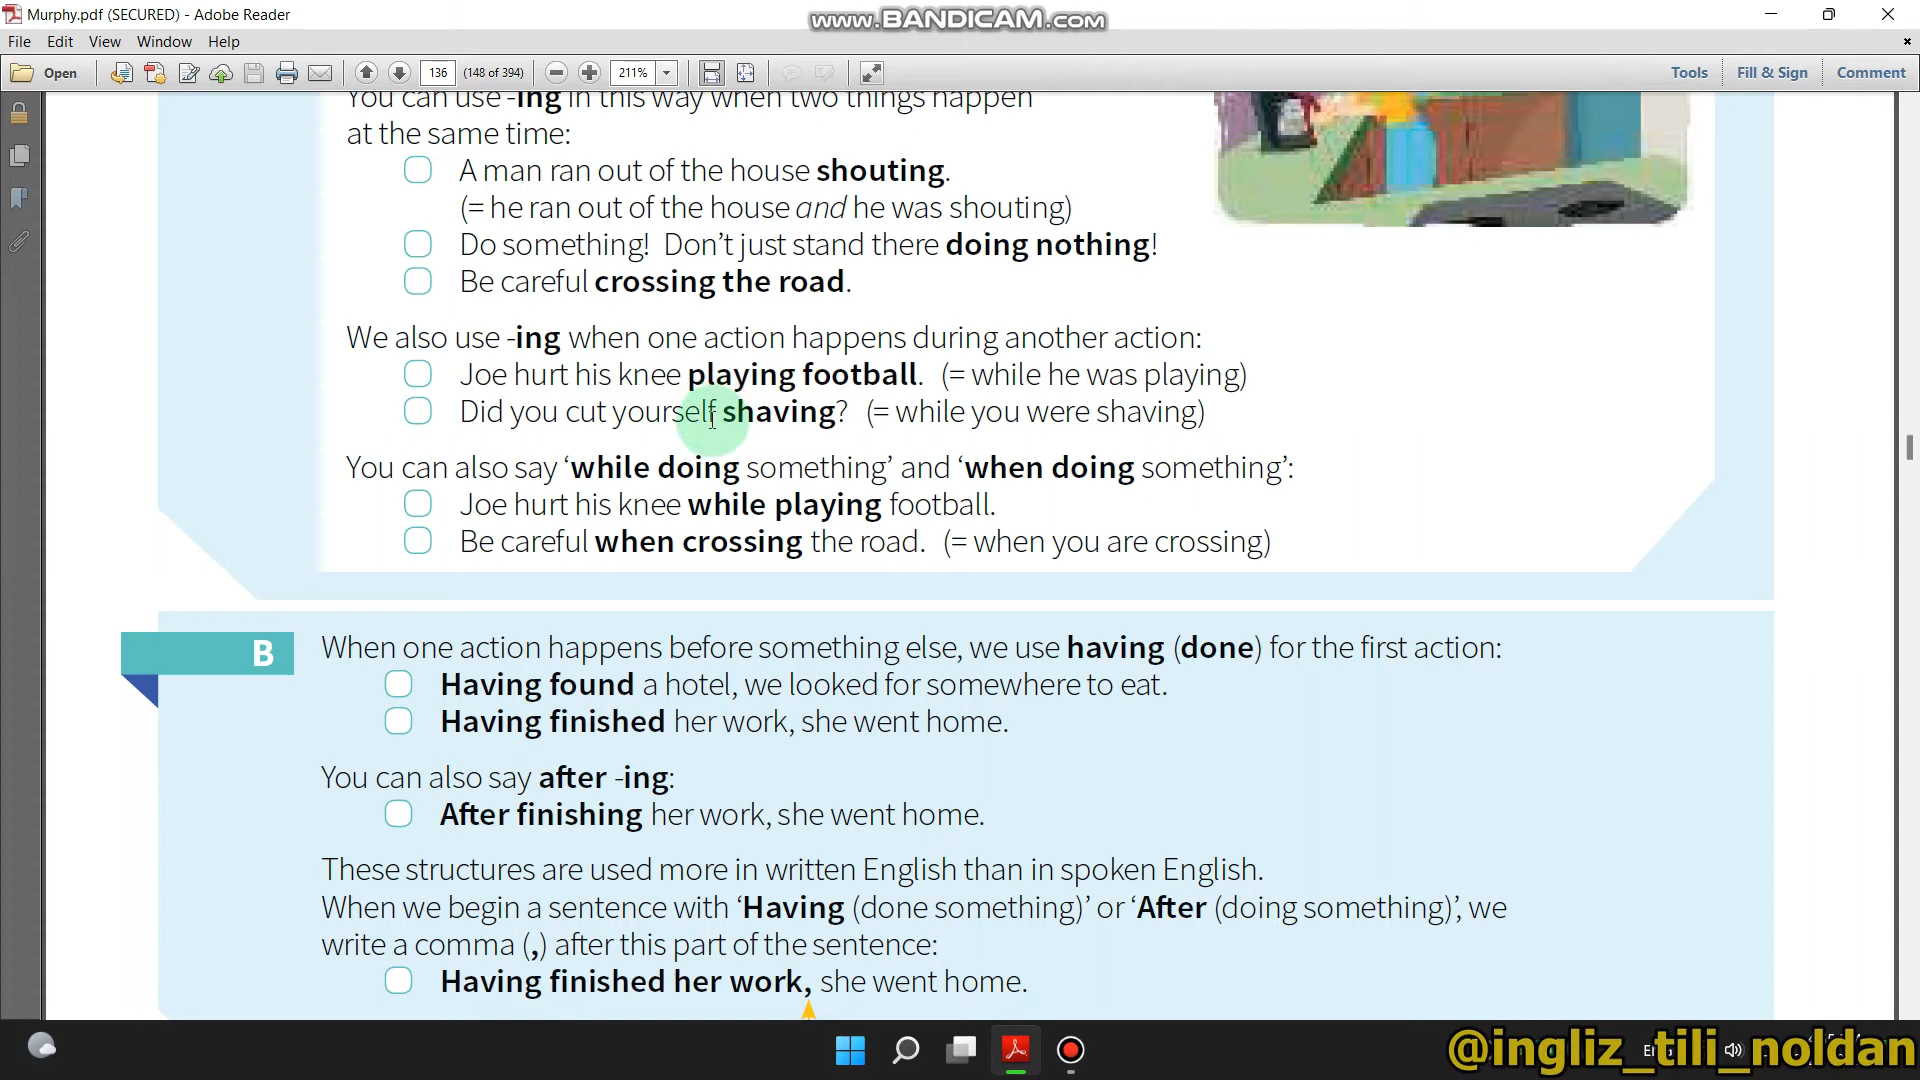 Murphy.pdf (SECURED) - Adobe Reader
www.BANDICAM.com
File Edit View Window Help
Open 136 (148 of 394) 211% Tools Fill & Sign Comment
You can use -ing in this way when two things happen
at the same time:
A man ran out of the house shouting.
(= he ran out of the house and he was shouting)
Do something! Don’t just stand there doing nothing!
Be careful crossing the road.
We also use -ing when one action happens during another action:
Joe hurt his knee playing football. (= while he was playing)
Did you cut yourself shaving? (= while you were shaving)
You can also say ‘while doing something’ and ‘when doing something’:
Joe hurt his knee while playing football.
Be careful when crossing the road. (= when you are crossing)
B
When one action happens before something else, we use having (done) for the first action:
Having found a hotel, we looked for somewhere to eat.
Having finished her work, she went home.
You can also say after -ing:
After finishing her work, she went home.
These structures are used more in written English than in spoken English.
When we begin a sentence with ‘Having (done something)’ or ‘After (doing something)’, we
write a comma (,) after this part of the sentence:
Having finished her work, she went home.
@ingliz_tili_noldan